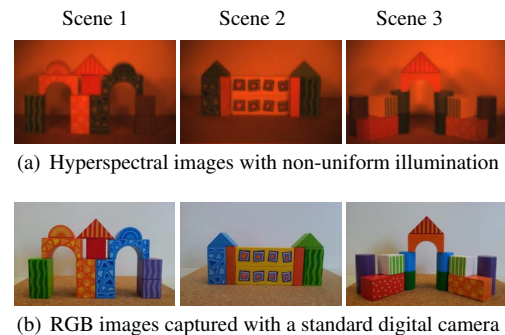 Scene 1 Scene 2 Scene 3
(a) Hyperspectral images with non-uniform illumination
(b) RGB images captured with a standard digital camera